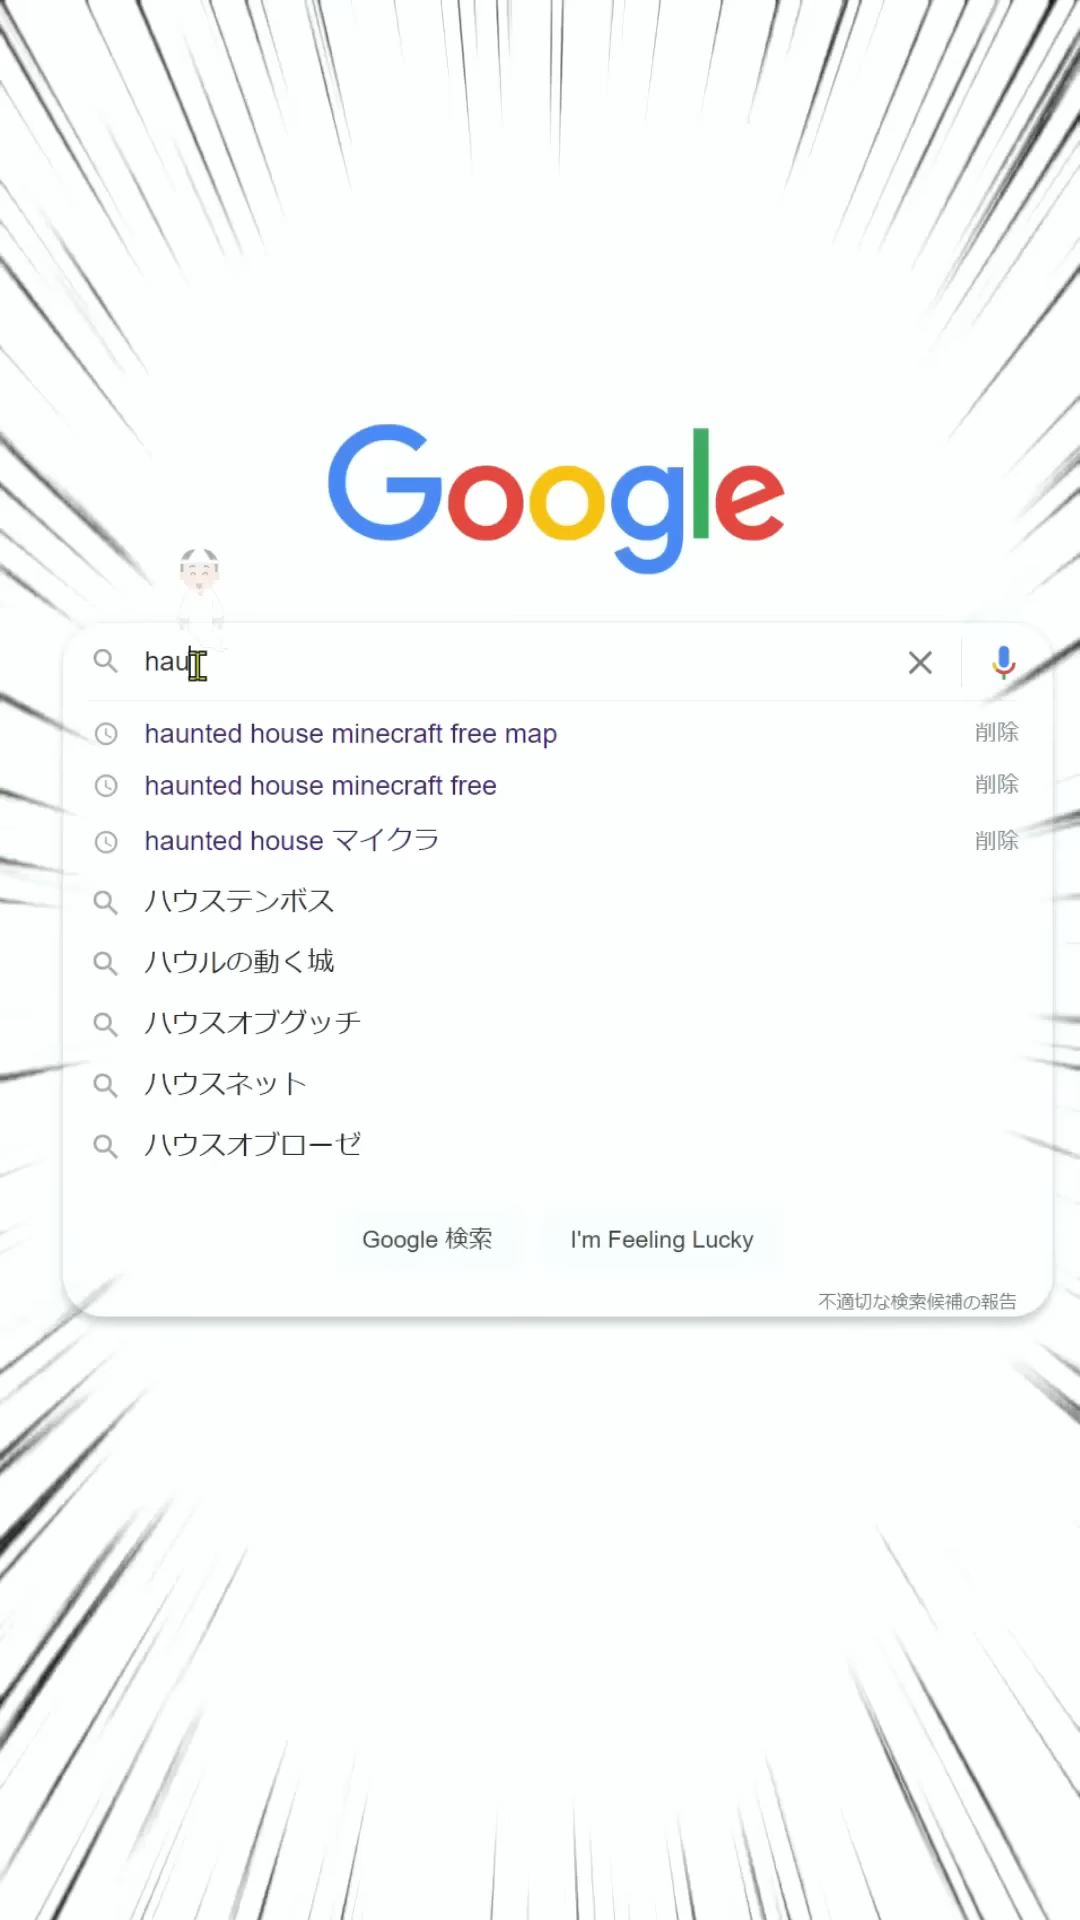 Google
hau
haunted house minecraft free map 削除
haunted house minecraft free 削除
haunted house マイクラ 削除
ハウステンボス
ハウルの動く城
ハウスオブグッチ
ハウスネット
ハウスオブローゼ
Google 検索 I'm Feeling Lucky
不適切な検索候補の報告